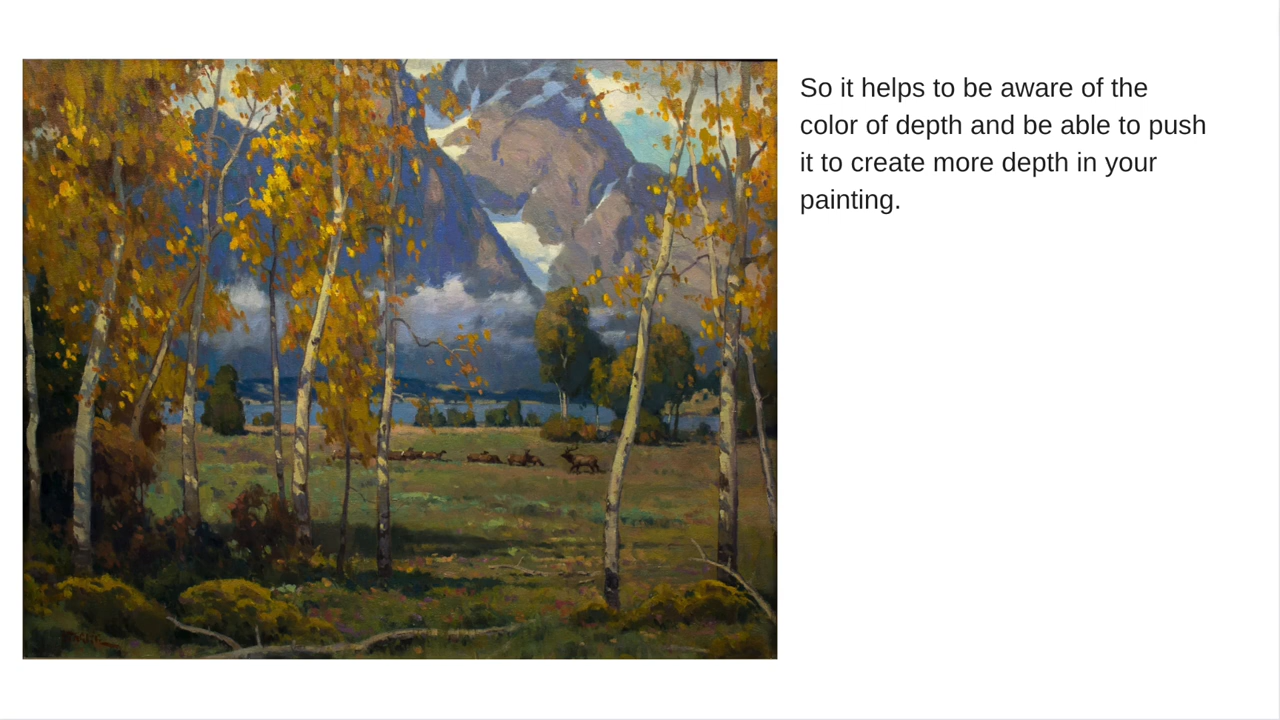 So it helps to be aware of the
color of depth and be able to push
it to create more depth in your
painting.